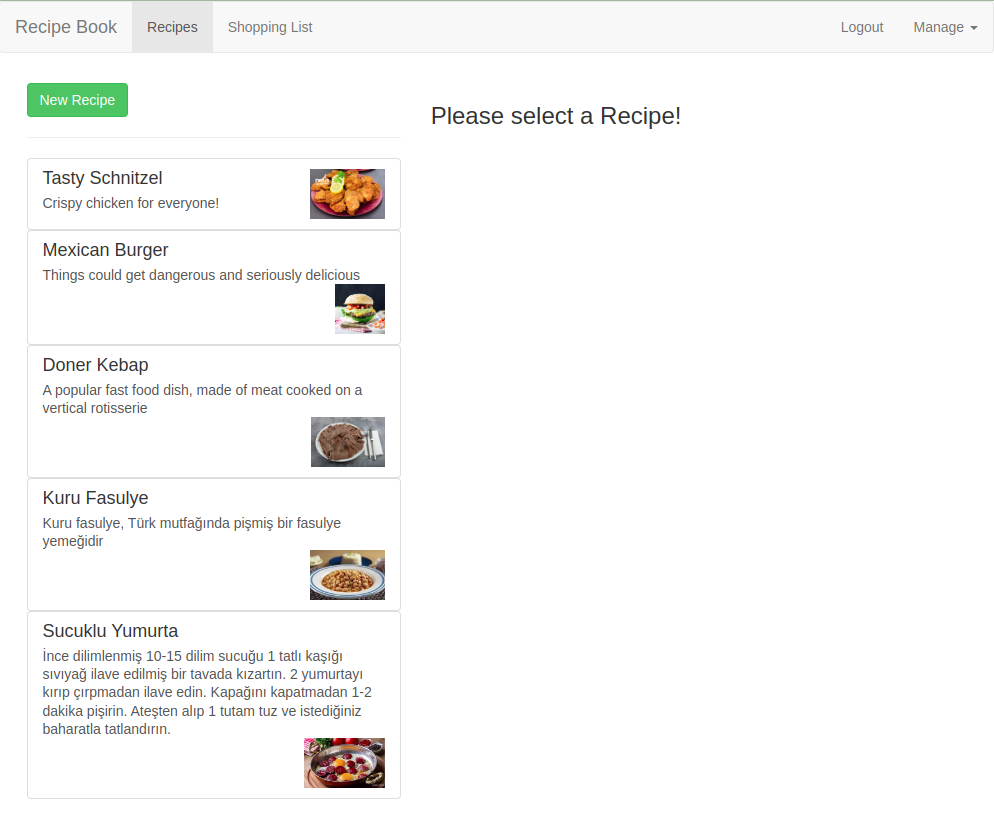 Recipe Book Recipes Shopping List Logout Manage
New Recipe
Please select a Recipe!
Tasty Schnitzel
Crispy chicken for everyone!
Mexican Burger
Things could get dangerous and seriously delicious
Doner Kebap
A popular fast food dish, made of meat cooked on a
vertical rotisserie
Kuru Fasulye
Kuru fasulye, Türk mutfağında pişmiş bir fasulye
yemeğidir
Sucuklu Yumurta
İnce dilimlenmiş 10-15 dilim sucuğu 1 tatlı kaşığı
sıvıyağ ilave edilmiş bir tavada kızartın. 2 yumurtayı
kırıp çırpmadan ilave edin. Kapağını kapatmadan 1-2
dakika pişirin. Ateşten alıp 1 tutam tuz ve istediğiniz
baharatla tatlandırın.